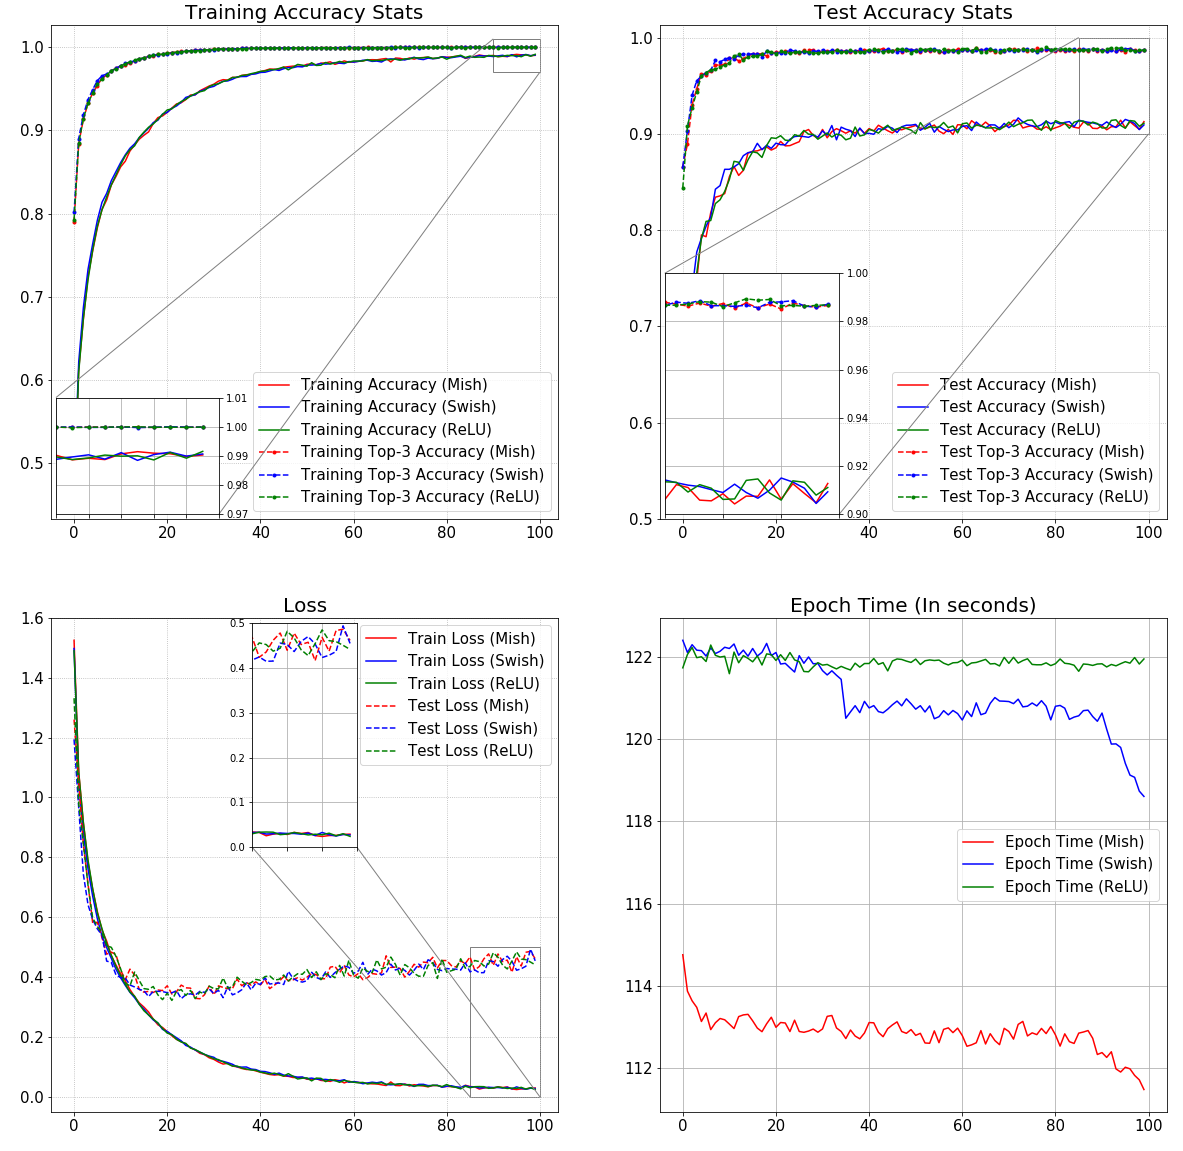 Training Accuracy Stats
1.0
0.9
0.8
0.7
0.6
0.5
0
20
40
60
80
100
1.01
1.00
0.99
0.98
0.97
Training Accuracy (Mish)
Training Accuracy (Swish)
Training Accuracy (ReLU)
Training Top-3 Accuracy (Mish)
Training Top-3 Accuracy (Swish)
Training Top-3 Accuracy (ReLU)
Test Accuracy Stats
1.0
0.9
0.8
0.7
0.6
0.5
0
20
40
60
80
100
1.00
0.98
0.96
0.94
0.92
0.90
Test Accuracy (Mish)
Test Accuracy (Swish)
Test Accuracy (ReLU)
Test Top-3 Accuracy (Mish)
Test Top-3 Accuracy (Swish)
Test Top-3 Accuracy (ReLU)
Loss
1.6
1.4
1.2
1.0
0.8
0.6
0.4
0.2
0.0
0
20
40
60
80
100
0.5
0.4
0.3
0.2
0.1
0.0
Train Loss (Mish)
Train Loss (Swish)
Train Loss (ReLU)
Test Loss (Mish)
Test Loss (Swish)
Test Loss (ReLU)
Epoch Time (In seconds)
122
120
118
116
114
112
0
20
40
60
80
100
Epoch Time (Mish)
Epoch Time (Swish)
Epoch Time (ReLU)